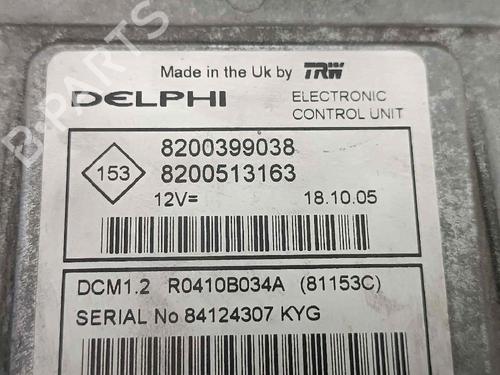 Made in the Uk by TRW
DELPHI ELECTRONIC
CONTROL UNIT
153
8200399038
8200513163
12V= 18.10.05
DCM1.2 R0410B034A (81153C)
SERIAL No 84124307 KYG
B-PARTS